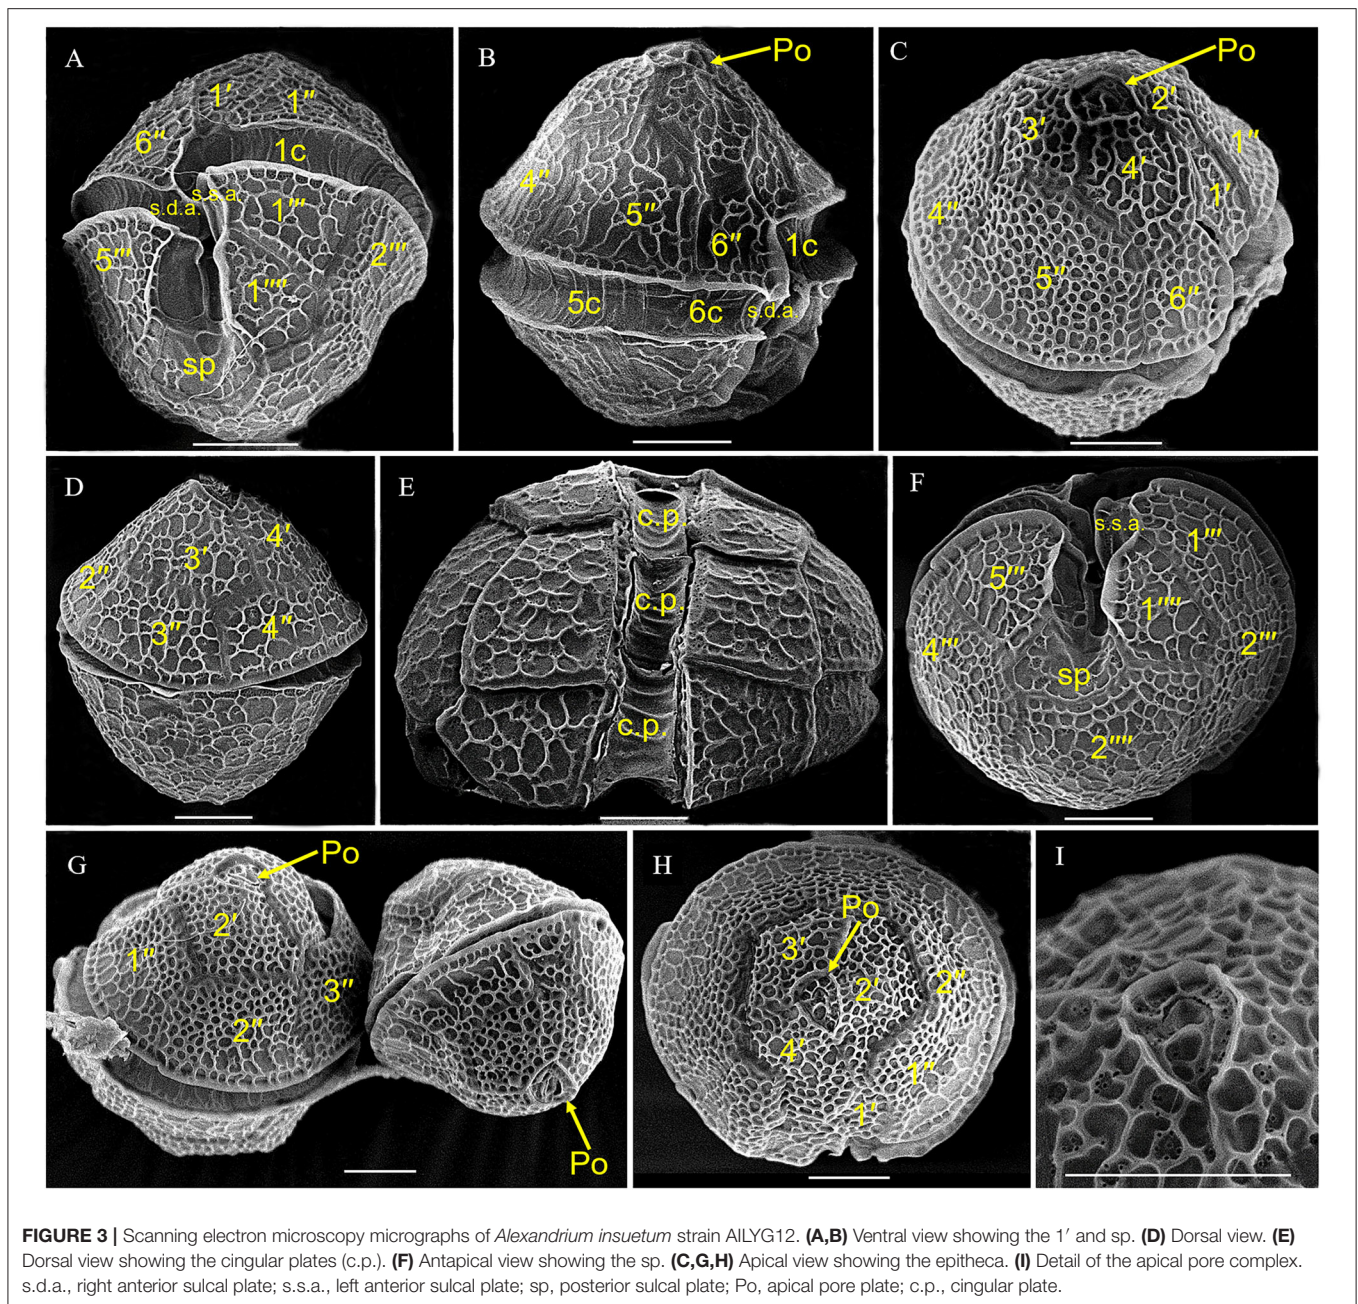 A
1′
1″
6″
1c
s.s.a.
s.d.a.
1‴
5‴
2‴
1⁗
sp
B
Po
4″
5″
6″
1c
5c
6c
s.d.a.
C
Po
2′
3′
1″
4′
1′
4″
5″
6″
D
4′
3′
2″
3″
4″
E
c.p.
c.p.
c.p.
F
s.s.a.
1‴
5‴
1⁗
4‴
2‴
sp
2⁗
G
Po
2′
1″
3″
2″
Po
H
Po
3′
2′
2″
4′
1″
1′
I
FIGURE 3 | Scanning electron microscopy micrographs of Alexandrium insuetum strain AILYG12. (A,B) Ventral view showing the 1′ and sp. (D) Dorsal view. (E)
Dorsal view showing the cingular plates (c.p.). (F) Antapical view showing the sp. (C,G,H) Apical view showing the epitheca. (I) Detail of the apical pore complex.
s.d.a., right anterior sulcal plate; s.s.a., left anterior sulcal plate; sp, posterior sulcal plate; Po, apical pore plate; c.p., cingular plate.